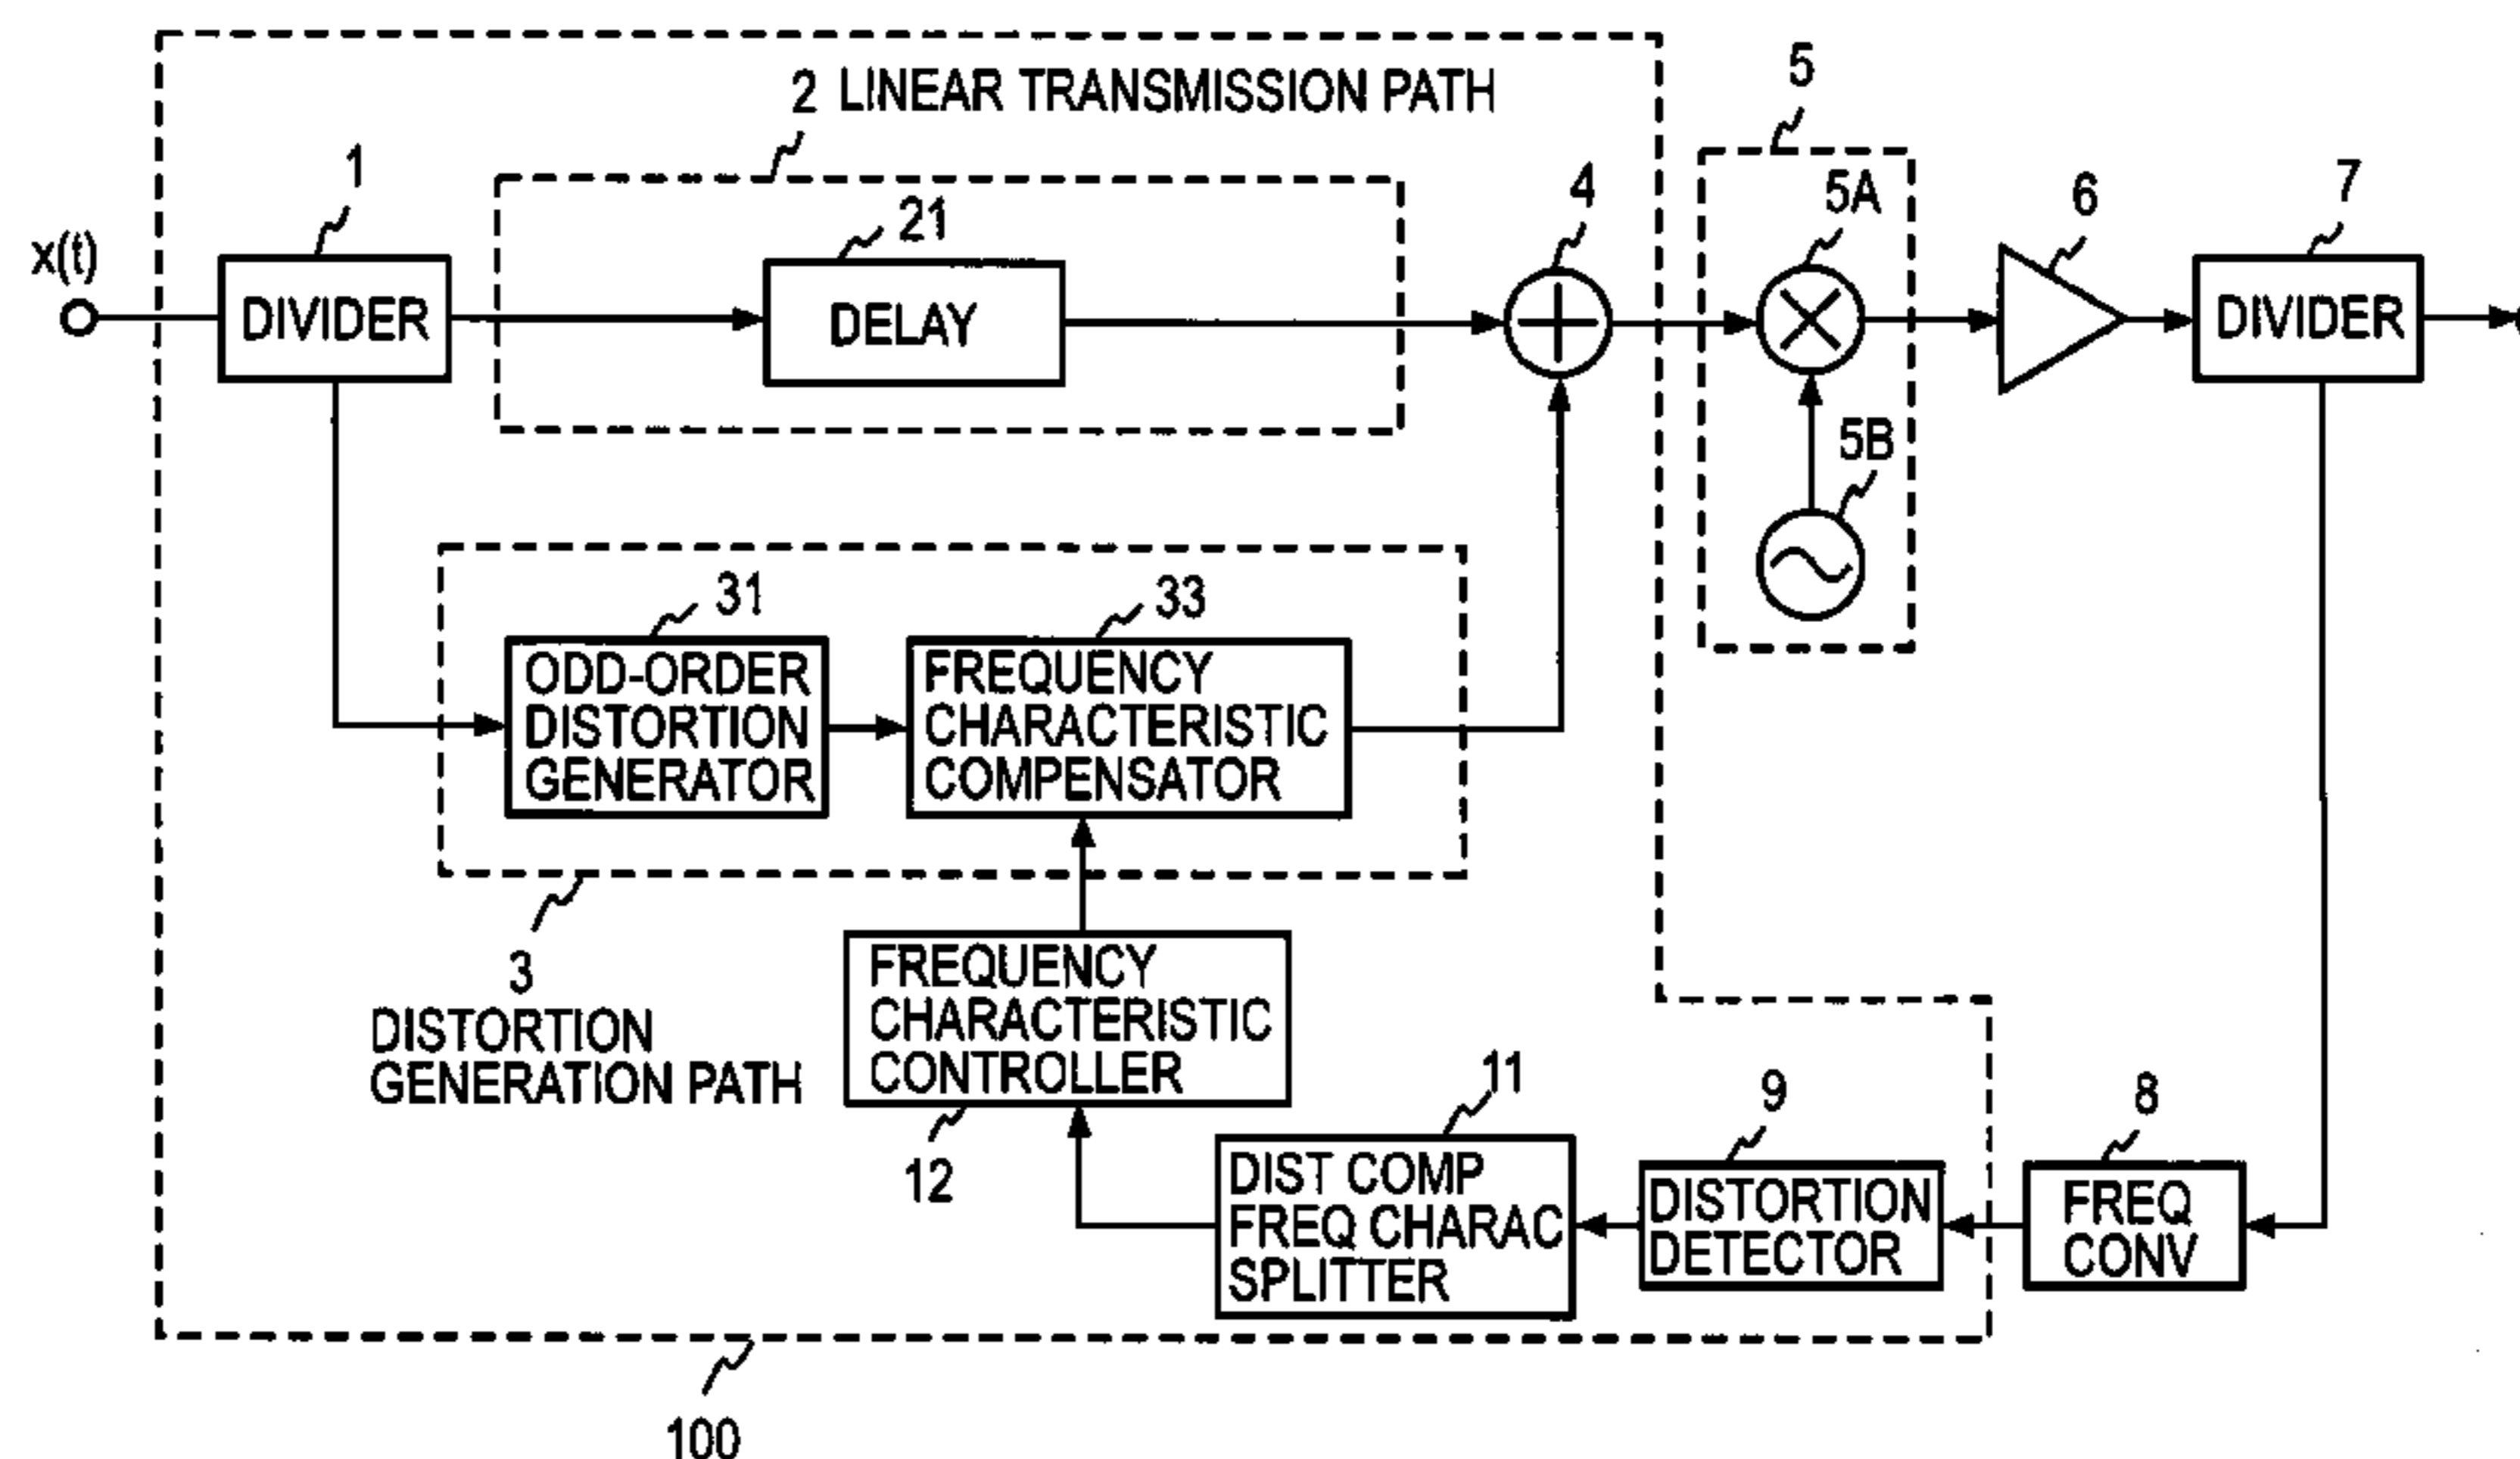 2 LINEAR TRANSMISSION PATH
5
1
21
4
5A
6
7
x(t)
DIVIDER
DELAY
DIVIDER
5B
31
33
ODD-ORDER
DISTORTION
GENERATOR
FREQUENCY
CHARACTERISTIC
COMPENSATOR
3
DISTORTION
GENERATION PATH
FREQUENCY
CHARACTERISTIC
CONTROLLER
12
11
DIST COMP
FREQ CHARAC
SPLITTER
9
DISTORTION
DETECTOR
8
FREQ
CONV
100